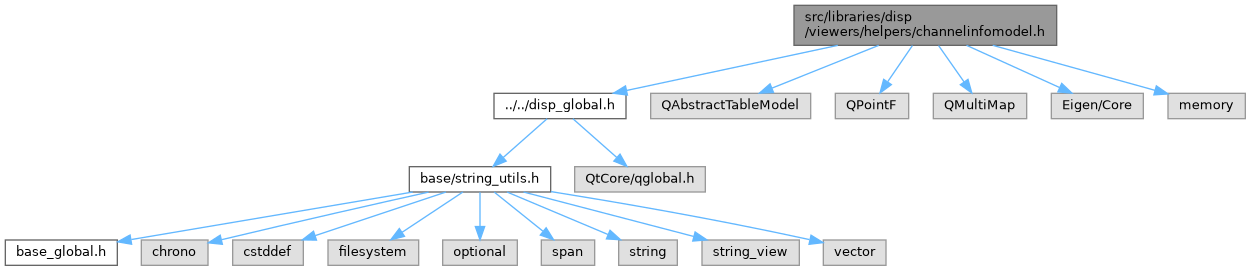 src/libraries/disp
/viewers/helpers/channelinfomodel.h
../../disp_global.h
QAbstractTableModel
QPointF
QMultiMap
Eigen/Core
memory
base/string_utils.h
QtCore/qglobal.h
base_global.h
chrono
cstddef
filesystem
optional
span
string
string_view
vector